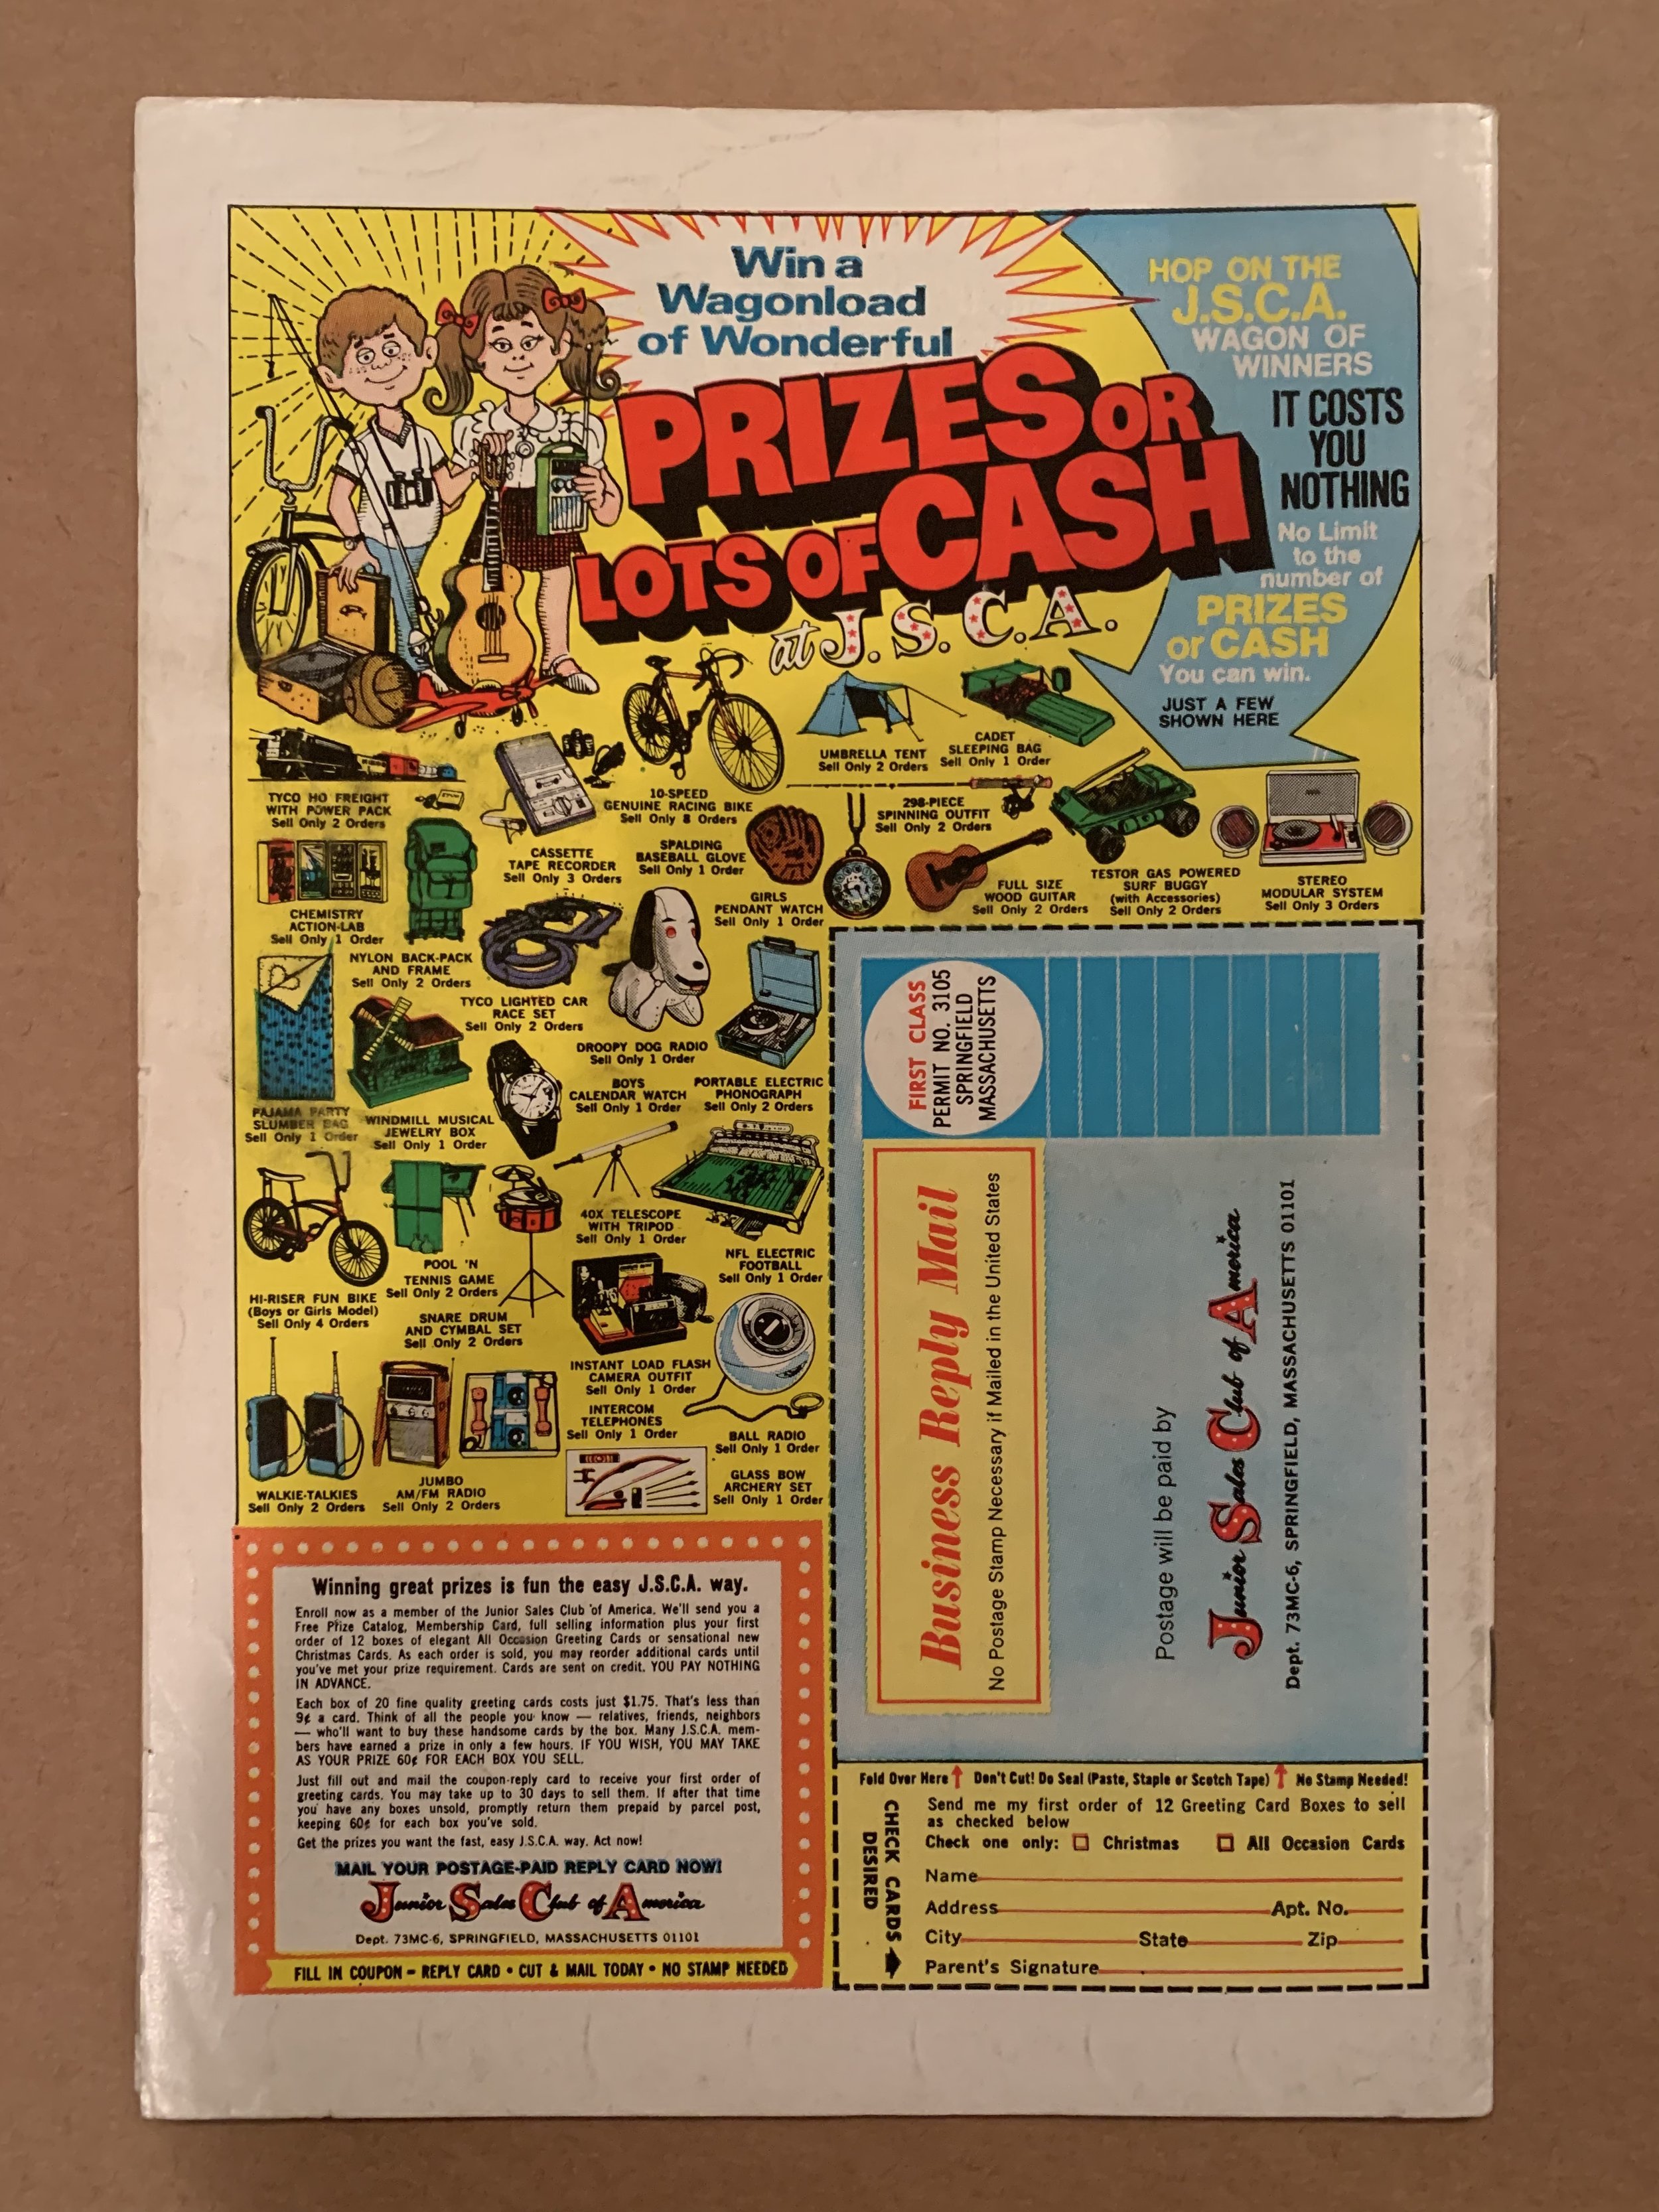 Win a
Wagonload
of Wonderful
PRIZES OR
LOTS OF CASH
at J.S.C.A.
HOP ON THE
J.S.C.A.
WAGON OF
WINNERS
IT COSTS
YOU
NOTHING
No Limit
to the
number of
PRIZES
or CASH
You can win.
JUST A FEW
SHOWN HERE
TYCO HO FREIGHT
WITH POWER PACK
Sell Only 2 Orders
CASSETTE
TAPE RECORDER
Sell Only 3 Orders
10-SPEED
GENUINE RACING BIKE
Sell Only 8 Orders
UMBRELLA TENT
Sell Only 2 Orders
CADET
SLEEPING BAG
Sell Only 1 Order
298-PIECE
SPINNING OUTFIT
Sell Only 2 Orders
SPALDING
BASEBALL GLOVE
Sell Only 1 Order
GIRLS
PENDANT WATCH
Sell Only 1 Order
FULL SIZE
WOOD GUITAR
Sell Only 2 Orders
TESTOR GAS POWERED
SURF BUGGY
(with Accessories)
Sell Only 2 Orders
STEREO
MODULAR SYSTEM
Sell Only 3 Orders
CHEMISTRY
ACTION-LAB
Sell Only 1 Order
NYLON BACK-PACK
AND FRAME
Sell Only 2 Orders
TYCO LIGHTED CAR
RACE SET
Sell Only 2 Orders
DROOPY DOG RADIO
Sell Only 1 Order
PORTABLE ELECTRIC
PHONOGRAPH
Sell Only 2 Orders
PAJAMA PARTY
SLUMBER BAG
Sell Only 1 Order
WINDMILL MUSICAL
JEWELRY BOX
Sell Only 1 Order
BOYS
CALENDAR WATCH
Sell Only 1 Order
40X TELESCOPE
WITH TRIPOD
Sell Only 1 Order
NFL ELECTRIC
FOOTBALL
Sell Only 1 Order
HI-RISER FUN BIKE
(Boys or Girls Model)
Sell Only 4 Orders
POOL 'N
TENNIS GAME
Sell Only 2 Orders
SNARE DRUM
AND CYMBAL SET
Sell Only 2 Orders
INSTANT LOAD FLASH
CAMERA OUTFIT
Sell Only 1 Order
INTERCOM
TELEPHONES
Sell Only 1 Order
BALL RADIO
Sell Only 1 Order
WALKIE-TALKIES
Sell Only 2 Orders
JUMBO
AM/FM RADIO
Sell Only 2 Orders
GLASS BOW
ARCHERY SET
Sell Only 1 Order
Winning great prizes is fun the easy J.S.C.A. way.
Enroll now as a member of the Junior Sales Club of America. We'll send you a
Free Prize Catalog, Membership Card, full selling information plus your first
order of 12 boxes of elegant All Occasion Greeting Cards or sensational new
Christmas Cards. As each order is sold, you may reorder additional cards until
you've met your prize requirement. Cards are sent on credit. YOU PAY NOTHING
IN ADVANCE.
Each box of 20 fine quality greeting cards costs just $1.75. That's less than
9¢ a card. Think of all the people you know — relatives, friends, neighbors
— who'll want to buy these handsome cards by the box. Many J.S.C.A. mem-
bers have earned a prize in only a few hours. IF YOU WISH, YOU MAY TAKE
AS YOUR PRIZE 60¢ FOR EACH BOX YOU SELL.
Just fill out and mail the coupon-reply card to receive your first order of
greeting cards. You may take up to 30 days to sell them. If after that time
you have any boxes unsold, promptly return them prepaid by parcel post,
keeping 60¢ for each box you've sold.
Get the prizes you want the fast, easy J.S.C.A. way. Act now!
MAIL YOUR POSTAGE-PAID REPLY CARD NOW!
Junior Sales Club of America
Dept. 73MC-6, SPRINGFIELD, MASSACHUSETTS 01101
FILL IN COUPON – REPLY CARD • CUT & MAIL TODAY • NO STAMP NEEDED
FIRST CLASS
PERMIT NO. 3105
SPRINGFIELD
MASSACHUSETTS
Business Reply Mail
No Postage Stamp Necessary if Mailed in the United States
Postage will be paid by
Junior Sales Club of America
Dept. 73MC-6, SPRINGFIELD, MASSACHUSETTS 01101
Fold Over Here Don't Cut! Do Seal (Paste, Staple or Scotch Tape) No Stamp Needed!
CHECK CARDS
DESIRED
Send me my first order of 12 Greeting Card Boxes to sell
as checked below
Check one only: Christmas All Occasion Cards
Name
Address Apt. No.
City State Zip
Parent's Signature